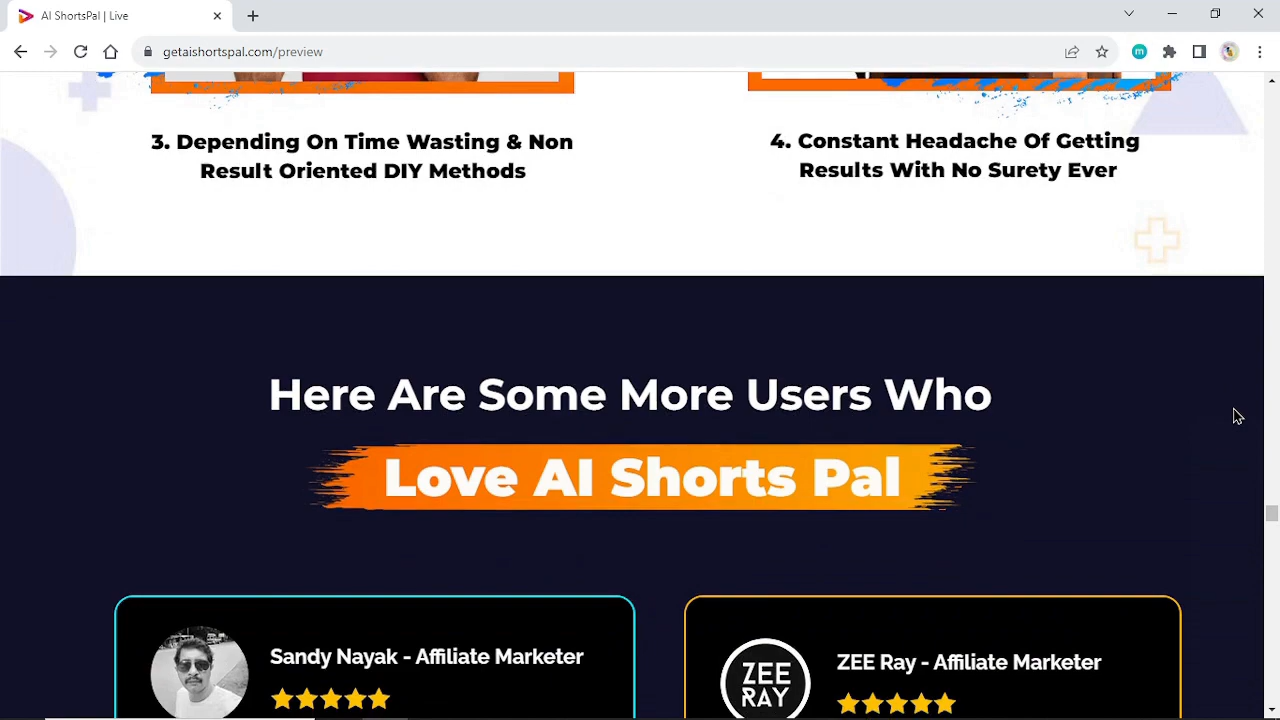 AI ShortsPal | Live
getaishortspal.com/preview
m
3. Depending On Time Wasting & Non
Result Oriented DIY Methods
4. Constant Headache Of Getting
Results With No Surety Ever
Here Are Some More Users Who
Love AI Shorts Pal
Sandy Nayak - Affiliate Marketer
ZEE
RAY
ZEE Ray - Affiliate Marketer